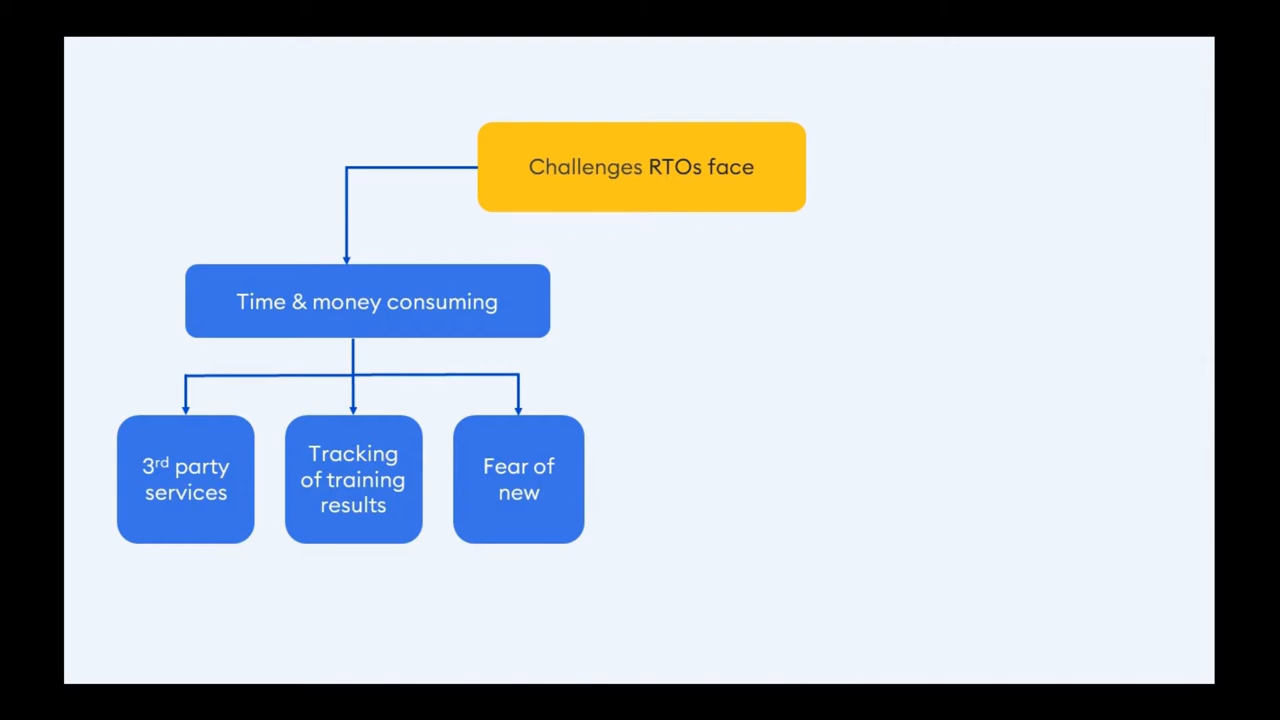 Challenges RTOs face
Time & money consuming
3rd party
services
Tracking
of training
results
Fear of
new